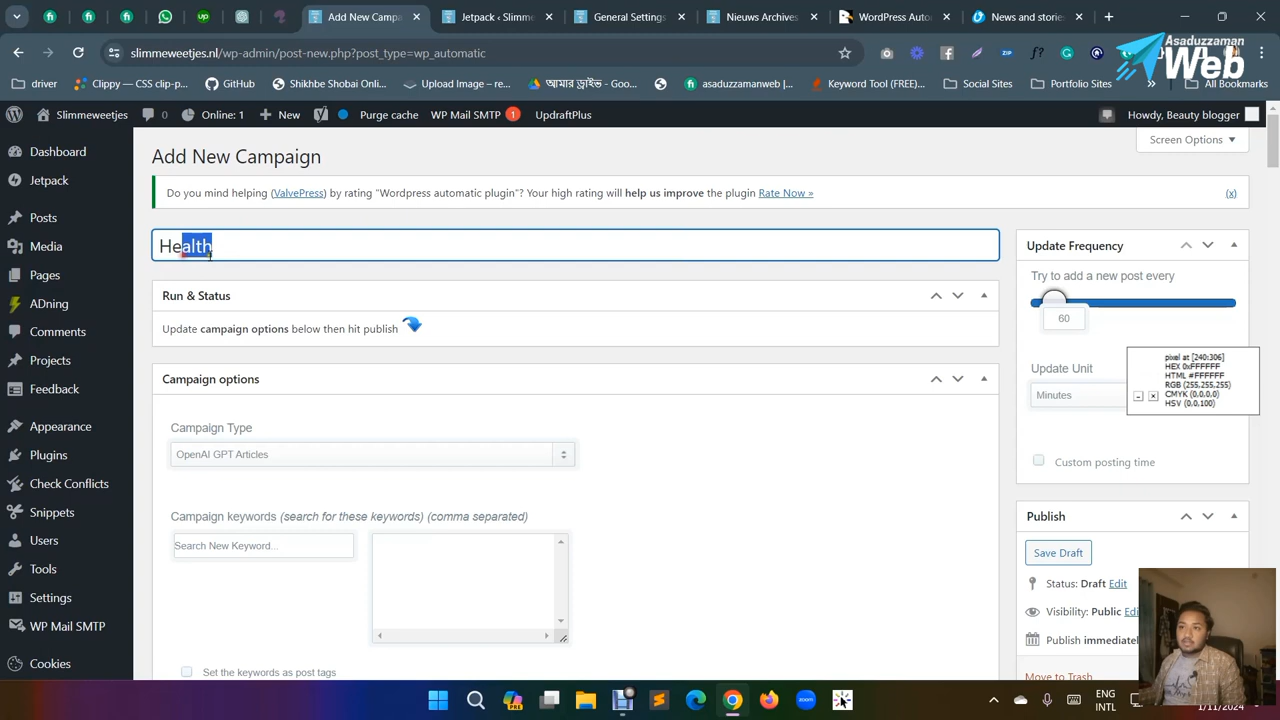 Add New Campa
Jetpack ‹ Slimme
General Settings
Nieuws Archives
WordPress Auto
News and stories
slimmeweetjes.nl/wp-admin/post-new.php?post_type=wp_automatic
Asaduzzaman
Web
driver
Clippy — CSS clip-p...
GitHub
Shikhe Shobai Onli...
Upload Image — re...
আমার ড্রাইভ - Goo...
asaduzzamanweb |...
Keyword Tool (FREE)...
Social Sites
Portfolio Sites
»
All Bookmarks
Slimmeweetjes
0
Online: 1
New
Purge cache
WP Mail SMTP 1
UpdraftPlus
Howdy, Beauty blogger
Dashboard
Jetpack
Posts
Media
Pages
ADning
Comments
Projects
Feedback
Appearance
Plugins
Check Conflicts
Snippets
Users
Tools
Settings
WP Mail SMTP
Cookies
Add New Campaign
Screen Options
Do you mind helping (ValvePress) by rating "Wordpress automatic plugin"? Your high rating will help us improve the plugin Rate Now »
(x)
Health
Run & Status
Update campaign options below then hit publish
Campaign options
Campaign Type
OpenAI GPT Articles
Campaign keywords (search for these keywords) (comma separated)
Search New Keyword...
Set the keywords as post tags
Update Frequency
Try to add a new post every
60
Update Unit
Minutes
pixel at [240:306]
HEX 0xFFFFFF
HTML #FFFFFF
RGB (255,255,255)
CMYK (0,0,0,0)
HSV (0,0,100)
Custom posting time
Publish
Save Draft
Status: Draft Edit
Visibility: Public Edi
Publish immediatel
Move to Trash
zoom
ENG
INTL
1/11/2024